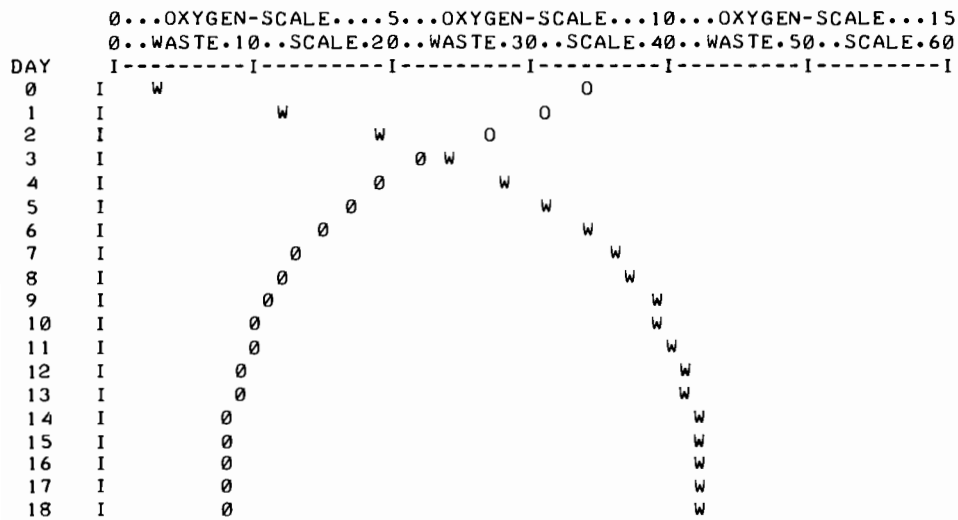 0...OXYGEN-SCALE....5...OXYGEN-SCALE...10...OXYGEN-SCALE...15
0..WASTE.10..SCALE.20..WASTE.30..SCALE.40..WASTE.50..SCALE.60
DAY I---------I---------I---------I---------I---------I---------I
0 I W O
1 I W O
2 I W O
3 I 0 W
4 I 0 W
5 I 0 W
6 I 0 W
7 I 0 W
8 I 0 W
9 I 0 W
10 I 0 W
11 I 0 W
12 I 0 W
13 I 0 W
14 I 0 W
15 I 0 W
16 I 0 W
17 I 0 W
18 I 0 W